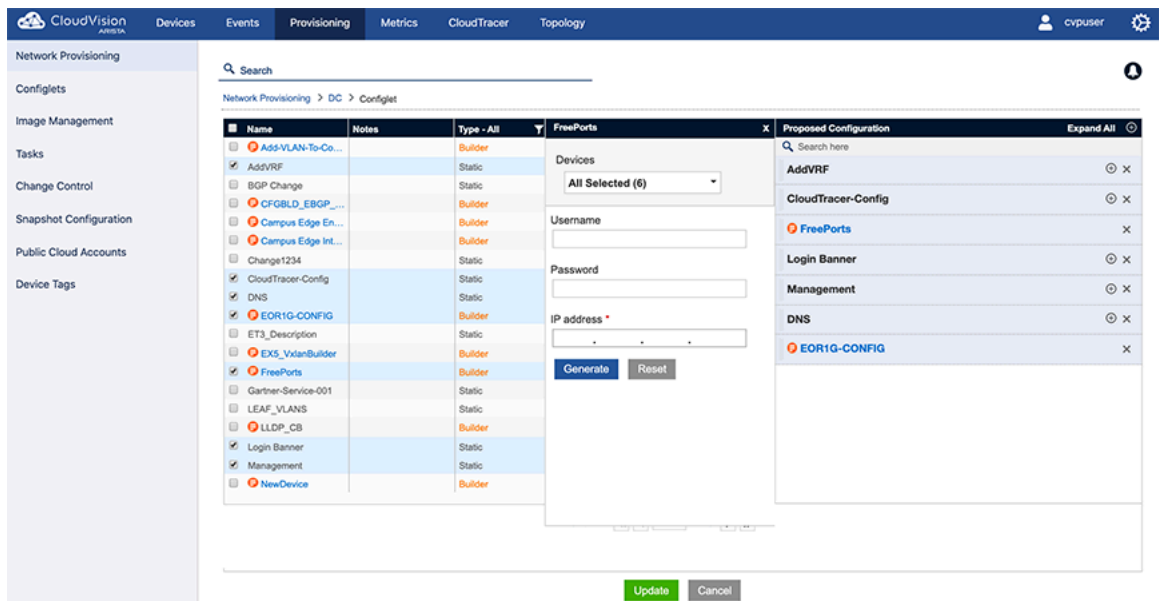 CloudVision
ARISTA
Devices
Events
Provisioning
Metrics
CloudTracer
Topology
cvpuser
Network Provisioning
Configlets
Image Management
Tasks
Change Control
Snapshot Configuration
Public Cloud Accounts
Device Tags
Search
Network Provisioning > DC > Configlet
Name Notes Type - All
Add-VLAN-To-Co... Builder
AddVRF Static
BGP Change Static
CFGBLD_EBGP_... Builder
Campus Edge En... Builder
Campus Edge Int... Builder
Change1234 Static
CloudTracer-Config Static
DNS Static
EOR1G-CONFIG Builder
ET3_Description Static
EX5_VxlanBuilder Builder
FreePorts Builder
Gartner-Service-001 Static
LEAF_VLANS Static
LLDP_CB Builder
Login Banner Static
Management Static
NewDevice Builder
FreePorts X
Devices
All Selected (6)
Username
Password
IP address *
. . .
Generate Reset
Proposed Configuration Expand All
Search here
AddVRF
CloudTracer-Config
FreePorts
Login Banner
Management
DNS
EOR1G-CONFIG
Update Cancel